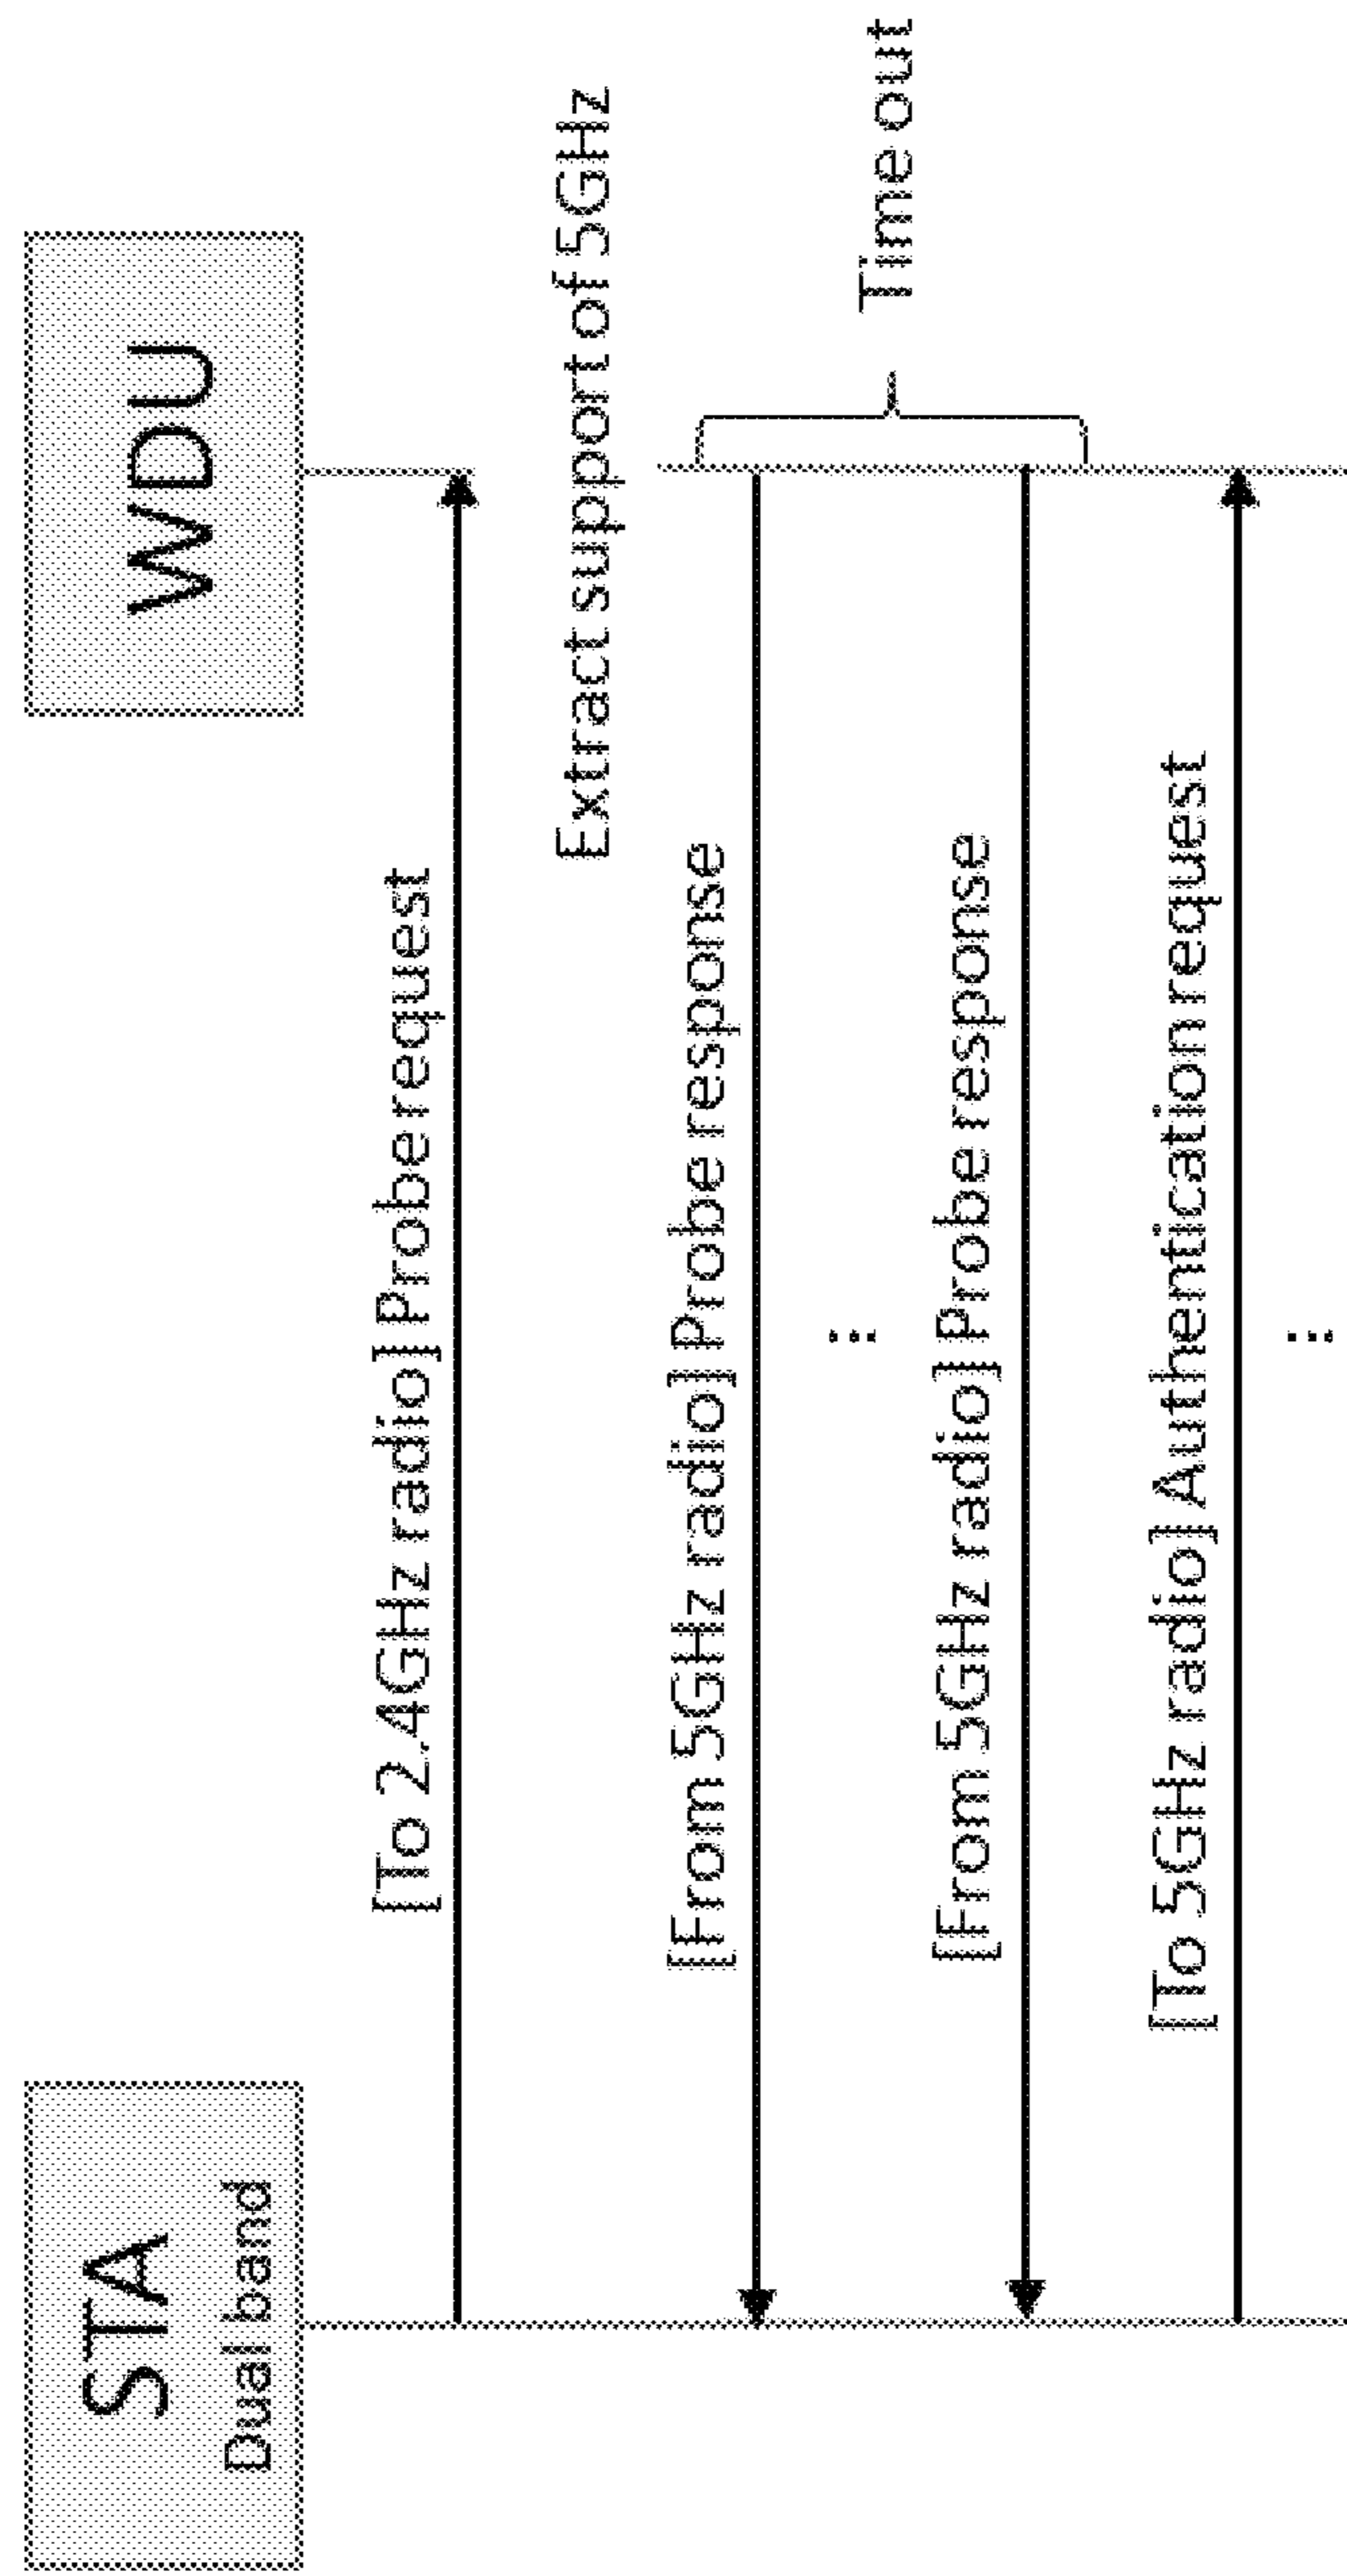 STA
Dual band
WDU
[To 2.4GHz radio] Probe request
Extract support of 5GHz
[From 5GHz radio] Probe response
...
[From 5GHz radio] Probe response
Time out
[To 5GHz radio] Authentication request
...